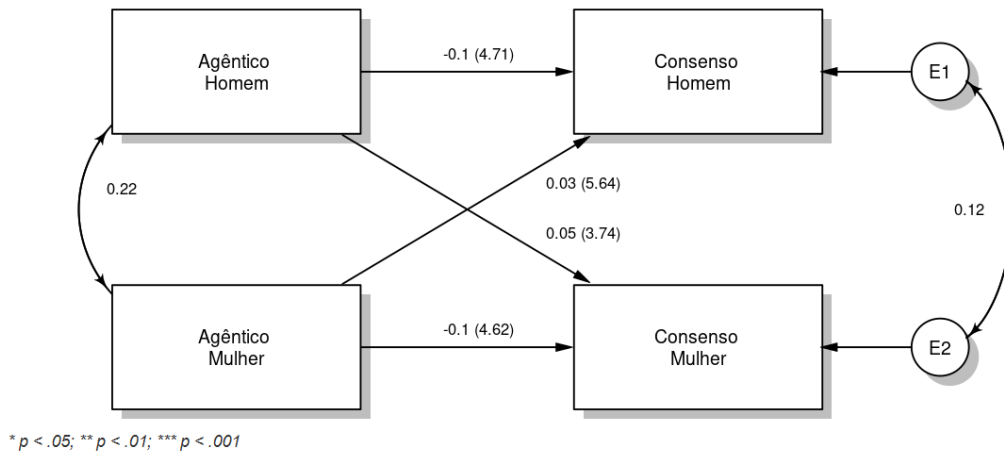 Agêntico
Homem
-0.1 (4.71)
Consenso
Homem
E1
0.22
0.03 (5.64)
0.05 (3.74)
0.12
Agêntico
Mulher
-0.1 (4.62)
Consenso
Mulher
E2
* p < .05; ** p < .01; *** p < .001